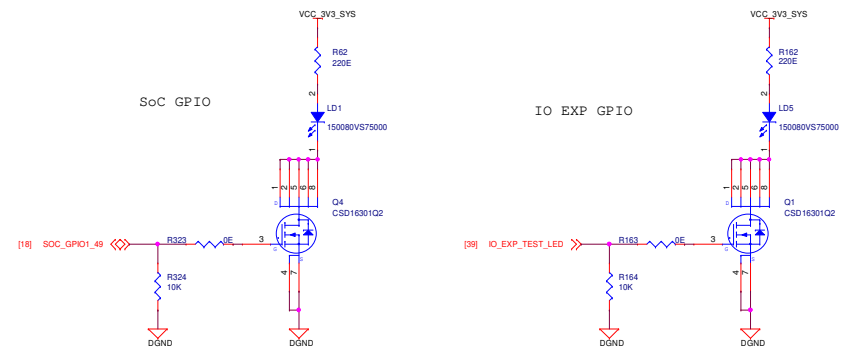 VCC_3V3_SYS
R62
220E
2
LD1
150080VS75000
SoC GPIO
1
1
2
5
6
8
D
Q4
CSD16301Q2
[18] SOC_GPIO1_49
R323
0E
3
G
S
4
7
R324
10K
DGND
DGND
VCC_3V3_SYS
R162
220E
2
LD5
150080VS75000
IO EXP GPIO
1
1
2
5
6
8
D
Q1
CSD16301Q2
[39] IO_EXP_TEST_LED
R163
0E
3
G
S
4
7
R164
10K
DGND
DGND